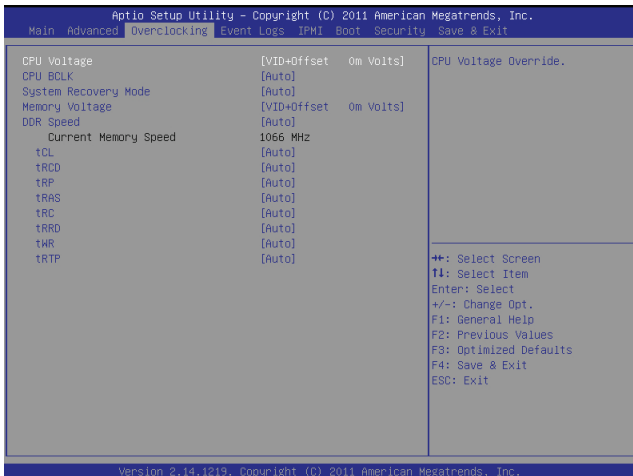 Aptio Setup Utility – Copyright (C) 2011 American Megatrends, Inc.
Main Advanced Overclocking Event Logs IPMI Boot Security Save & Exit
CPU Voltage [VID+Offset 0m Volts]
CPU Voltage Override.
CPU BCLK [Auto]
System Recovery Mode [Auto]
Memory Voltage [VID+Offset 0m Volts]
DDR Speed [Auto]
Current Memory Speed 1066 MHz
tCL [Auto]
tRCD [Auto]
tRP [Auto]
tRAS [Auto]
tRC [Auto]
tRRD [Auto]
tWR [Auto]
tRTP [Auto]
→←: Select Screen
↑↓: Select Item
Enter: Select
+/-: Change Opt.
F1: General Help
F2: Previous Values
F3: Optimized Defaults
F4: Save & Exit
ESC: Exit
Version 2.14.1219. Copyright (C) 2011 American Megatrends, Inc.